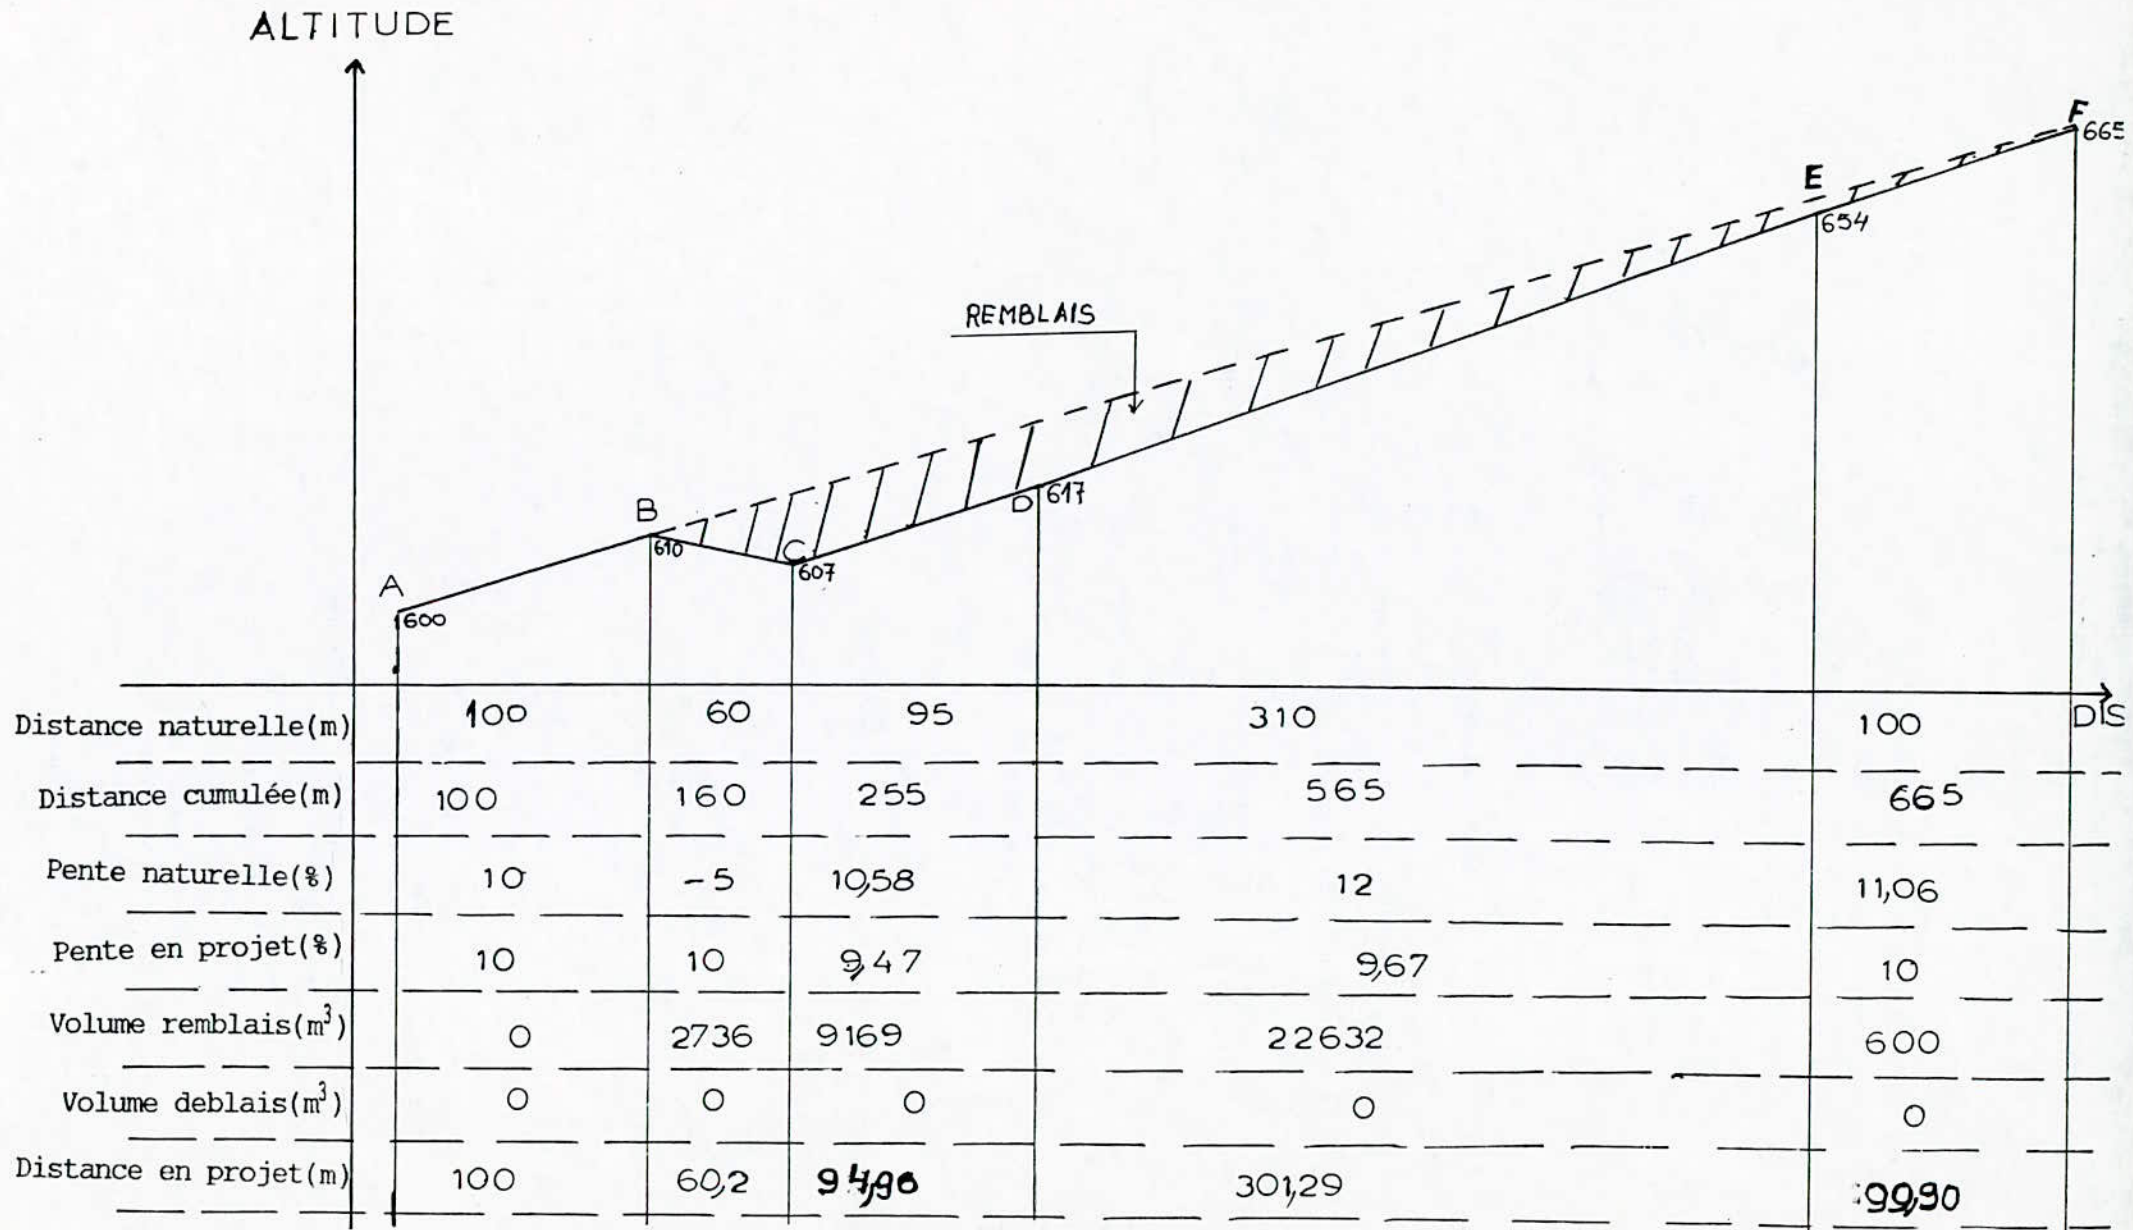 ALTITUDE
F
665
E
654
REMBLAIS
D 617
B
610
C
607
A
600
Distance naturelle(m) 100 60 95 310 100 DIS
Distance cumulée(m) 100 160 255 565 665
Pente naturelle(%) 10 -5 10,58 12 11,06
Pente en projet(%) 10 10 9,47 9,67 10
Volume remblais(m³) 0 2736 9169 22632 600
Volume deblais(m³) 0 0 0 0 0
Distance en projet(m) 100 60,2 301,29 99,90